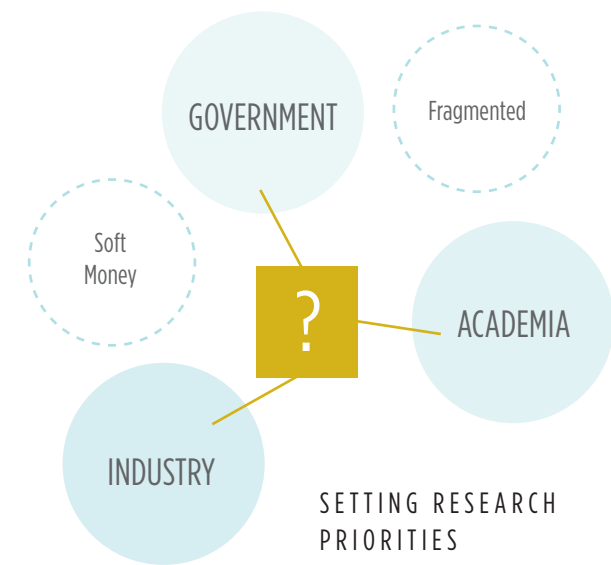 GOVERNMENT
Fragmented
Soft
Money
?
ACADEMIA
INDUSTRY
SETTING RESEARCH
PRIORITIES